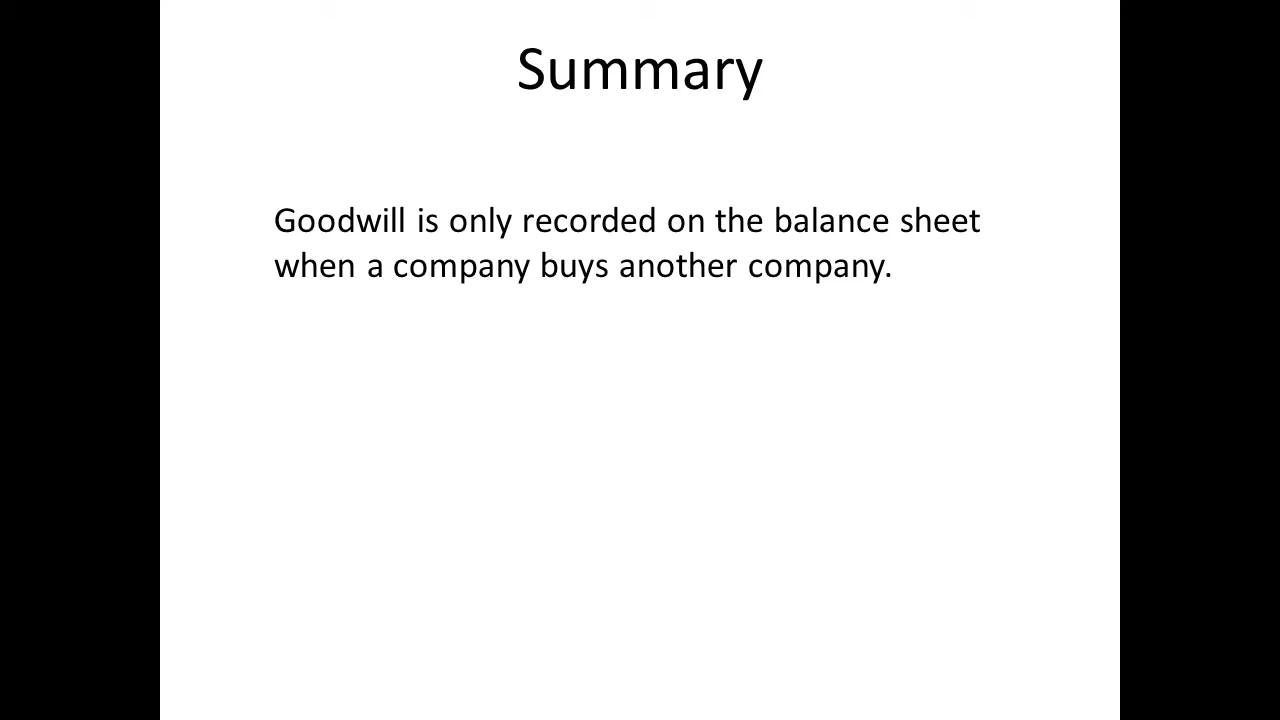 Summary
Goodwill is only recorded on the balance sheet
when a company buys another company.